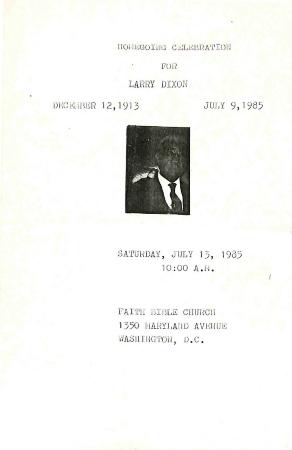 HOMEGOING CELEBRATION
FOR
LARRY DIXON
DECEMBER 12,1913 JULY 9,1985
SATURDAY, JULY 13, 1985
10:00 A.M.
FAITH BIBLE CHURCH
1350 MARYLAND AVENUE
WASHINGTON, D.C.